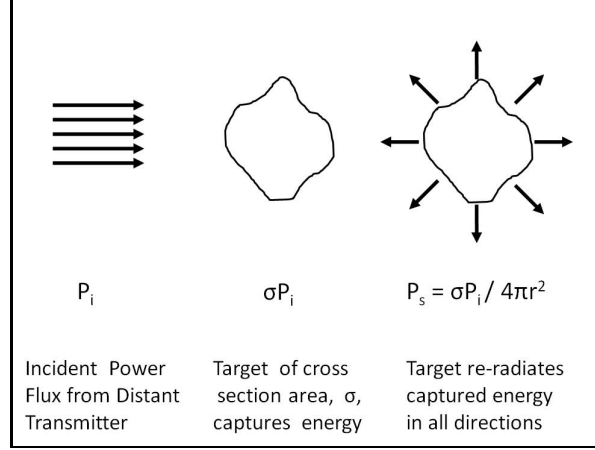 Pᵢ
σPᵢ
Pₛ = σPᵢ / 4πr²
Incident Power
Flux from Distant
Transmitter
Target of cross
section area, σ,
captures energy
Target re-radiates
captured energy
in all directions